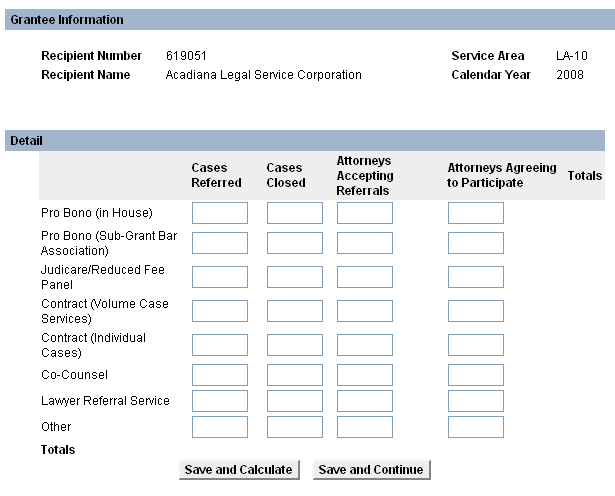 Grantee Information
Recipient Number 619051 Service Area LA-10
Recipient Name Acadiana Legal Service Corporation Calendar Year 2008
Detail
Cases Referred Cases Closed Attorneys Accepting Referrals Attorneys Agreeing to Participate Totals
Pro Bono (in House)
Pro Bono (Sub-Grant Bar
Association)
Judicare/Reduced Fee
Panel
Contract (Volume Case
Services)
Contract (Individual
Cases)
Co-Counsel
Lawyer Referral Service
Other
Totals
Save and Calculate Save and Continue